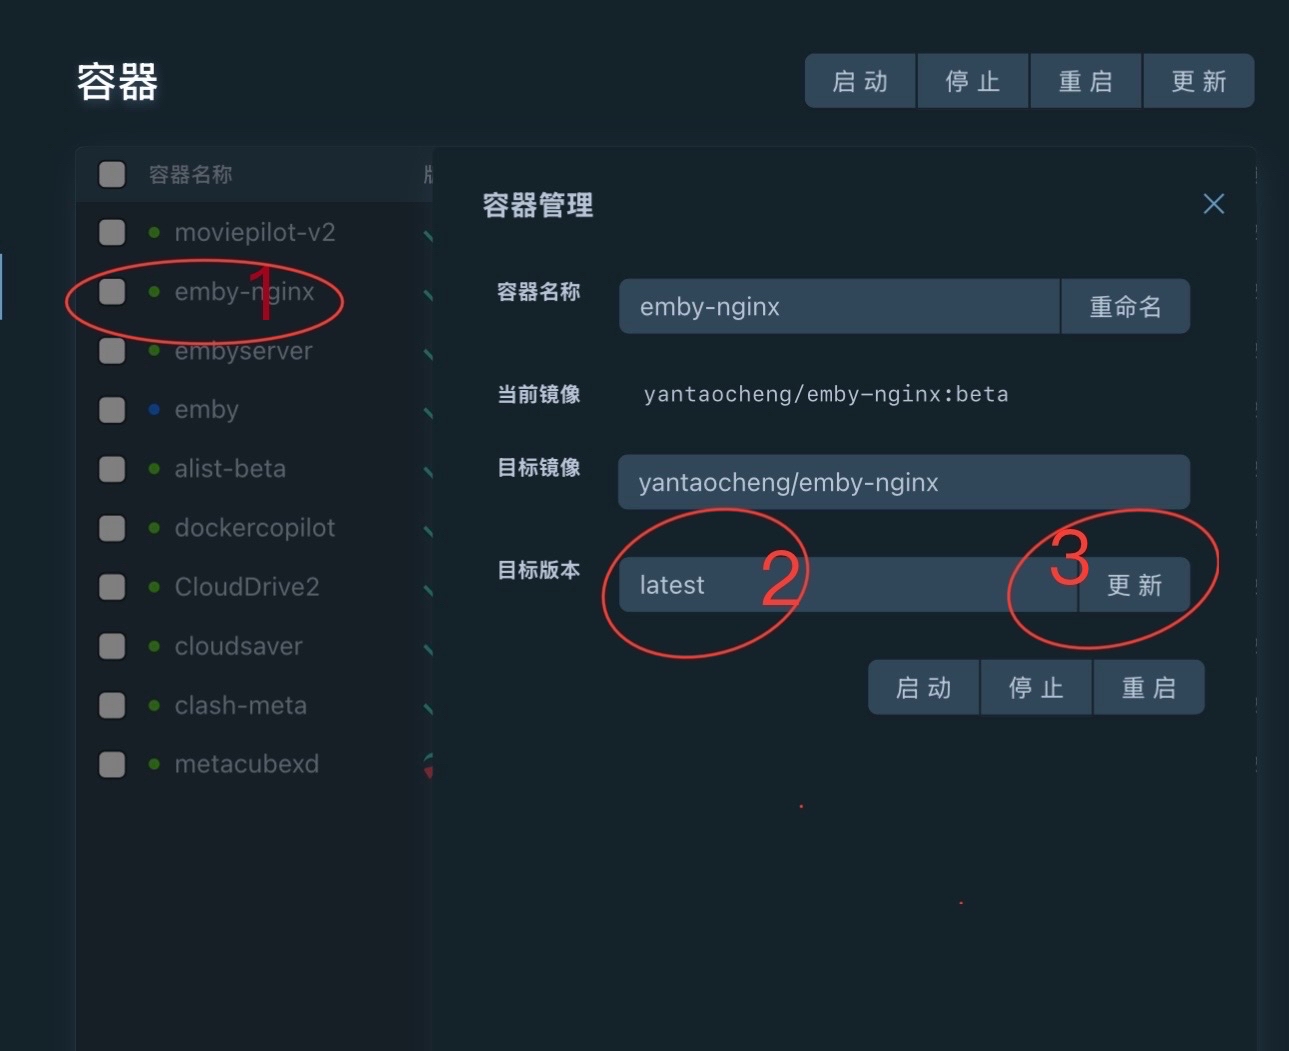 容器
启动 停止 重启 更新
容器名称
moviepilot-v2
emby-nginx
1
embyserver
emby
alist-beta
dockercopilot
CloudDrive2
cloudsaver
clash-meta
metacubexd
容器管理
容器名称 emby-nginx 重命名
当前镜像 yantaocheng/emby-nginx:beta
目标镜像 yantaocheng/emby-nginx
目标版本 latest 2 3 更新
启动 停止 重启